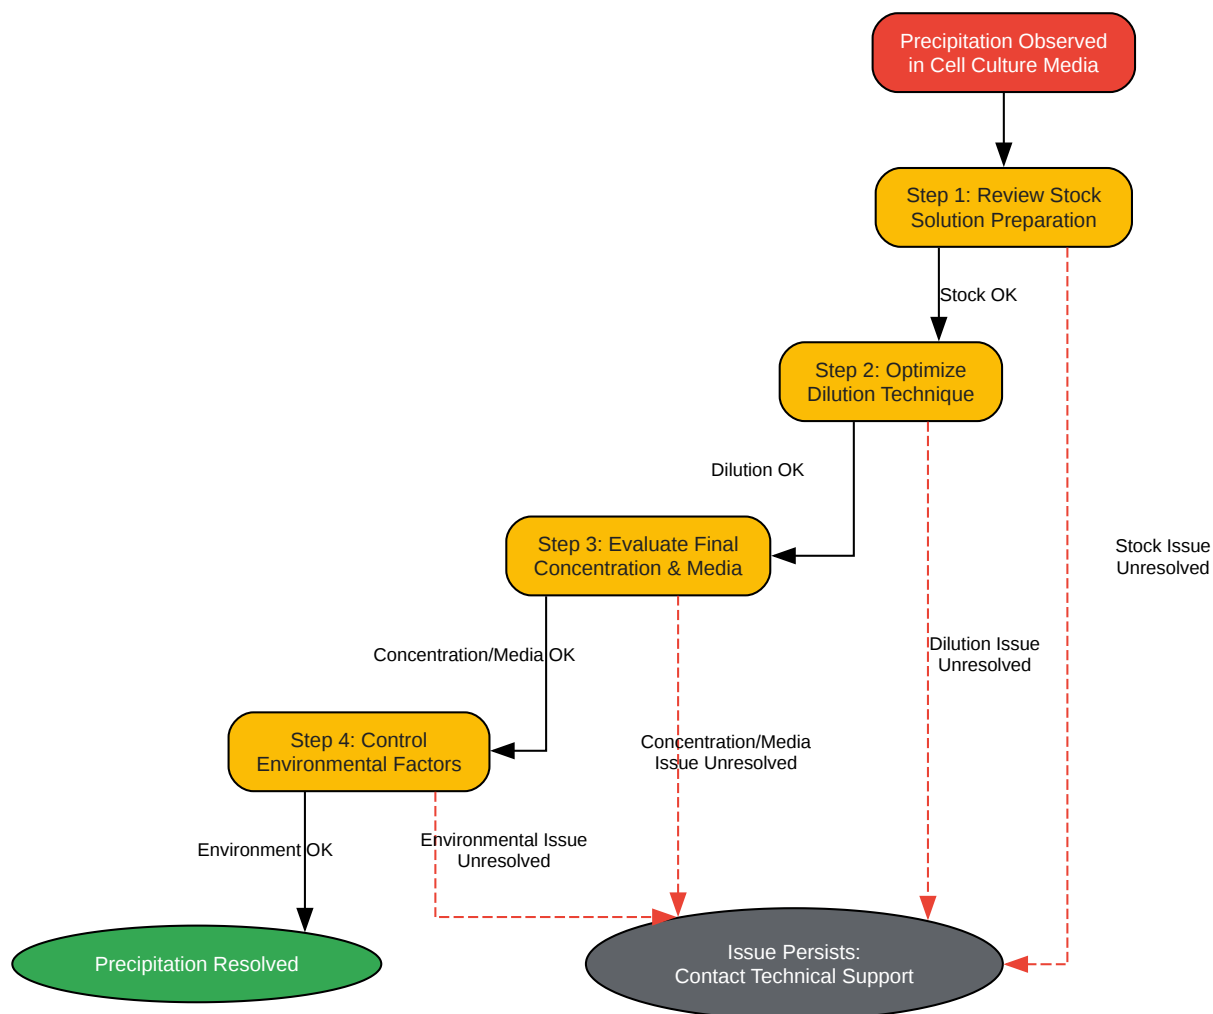 Precipitation Observed
in Cell Culture Media
Step 1: Review Stock
Solution Preparation
Stock OK
Step 2: Optimize
Dilution Technique
Dilution OK
Step 3: Evaluate Final
Concentration & Media
Stock Issue
Unresolved
Concentration/Media OK
Dilution Issue
Unresolved
Step 4: Control
Environmental Factors
Concentration/Media
Issue Unresolved
Environment OK
Environmental Issue
Unresolved
Precipitation Resolved
Issue Persists:
Contact Technical Support